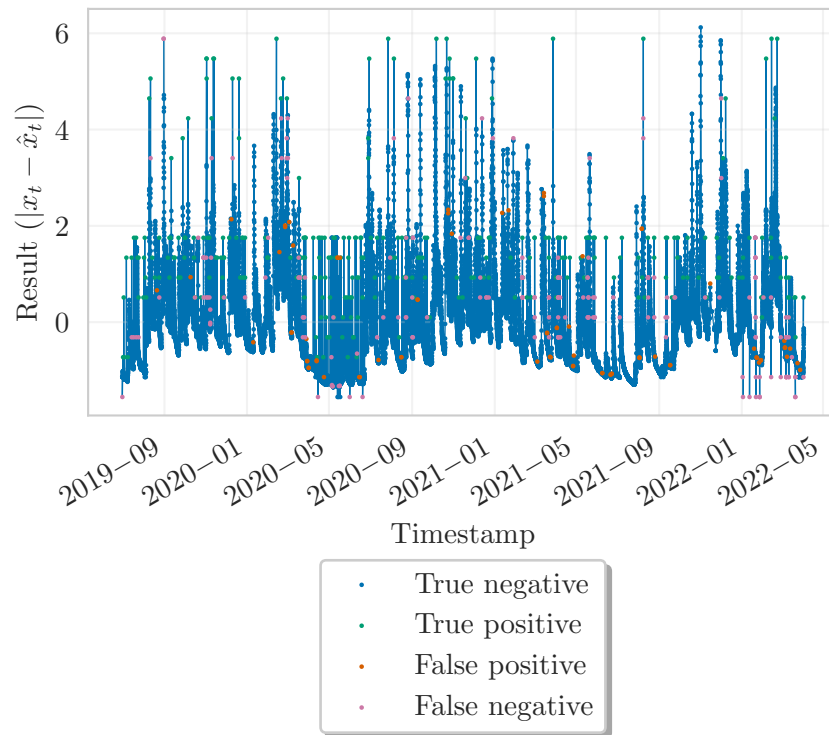 6
4
2
0
Result (|x_t − x̂_t|)
2019−09
2020−01
2020−05
2020−09
2021−01
2021−05
2021−09
2022−01
2022−05
Timestamp
True negative
True positive
False positive
False negative